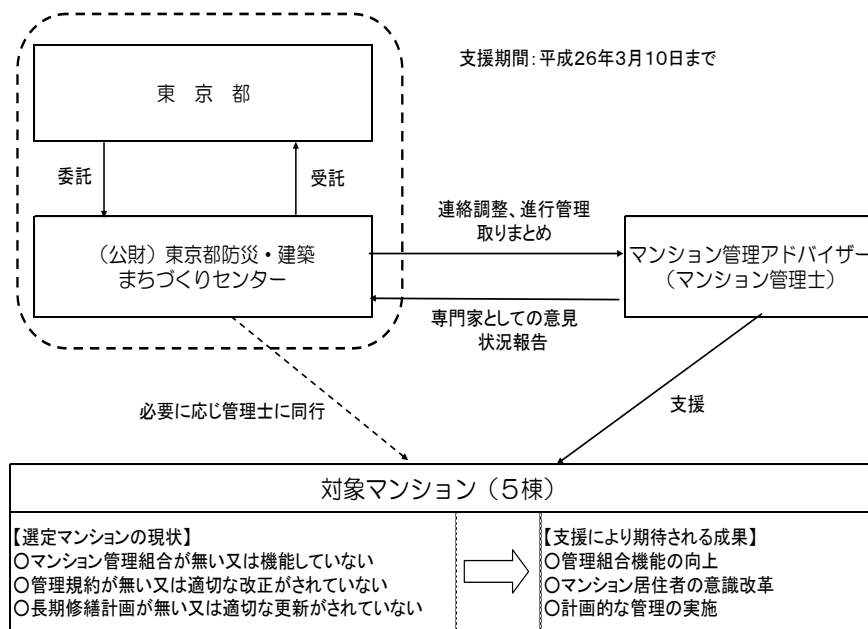 支援期間：平成26年3月10日まで
東　京　都
委託
受託
（公財）東京都防災・建築
まちづくりセンター
連絡調整、進行管理
取りまとめ
専門家としての意見
状況報告
マンション管理アドバイザー
（マンション管理士）
必要に応じ管理士に同行
支援
対象マンション（５棟）
【選定マンションの現状】
○マンション管理組合が無い又は機能していない
○管理規約が無い又は適切な改正がされていない
○長期修繕計画が無い又は適切な更新がされていない
【支援により期待される成果】
○管理組合機能の向上
○マンション居住者の意識改革
○計画的な管理の実施